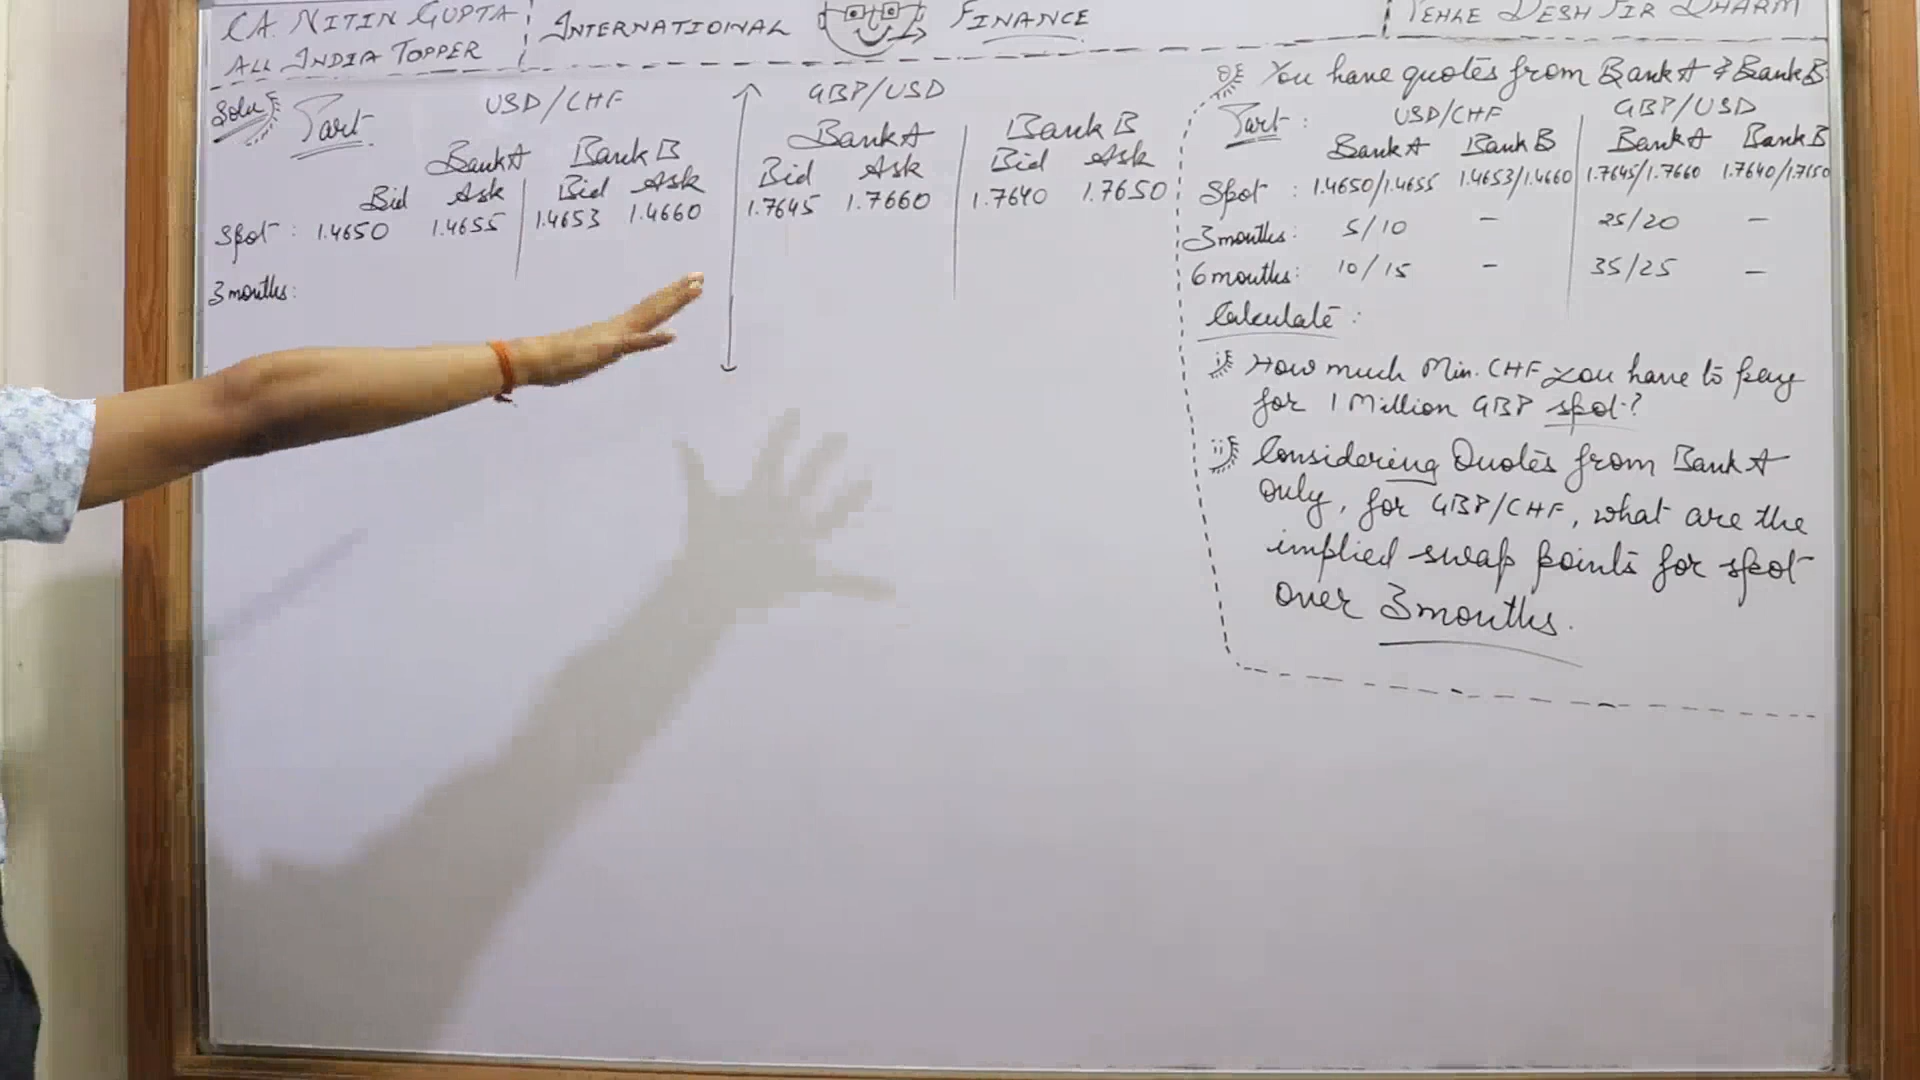 CA. NITIN GUPTA
ALL INDIA TOPPER
INTERNATIONAL FINANCE
PEHLE DESH FIR DHARM
Solu Part USD/CHF GBP/USD
Bank A Bank B Bank A Bank B
Bid Ask Bid Ask Bid Ask Bid Ask
Spot : 1.4650 1.4655 1.4653 1.4660 1.7645 1.7660 1.7640 1.7650
3 months:
You have quotes from Bank A & Bank B
Part : USD/CHF GBP/USD
Bank A Bank B Bank A Bank B
Spot : 1.4650/1.4655 1.4653/1.4660 1.7645/1.7660 1.7640/1.7650
3 months: 5/10 - 25/20 -
6 months: 10/15 - 35/25 -
Calculate :
i) How much Min. CHF you have to pay
for 1 Million GBP spot?
ii) Considering Quotes from Bank A
only, for GBP/CHF, what are the
implied swap points for spot
over 3 months.